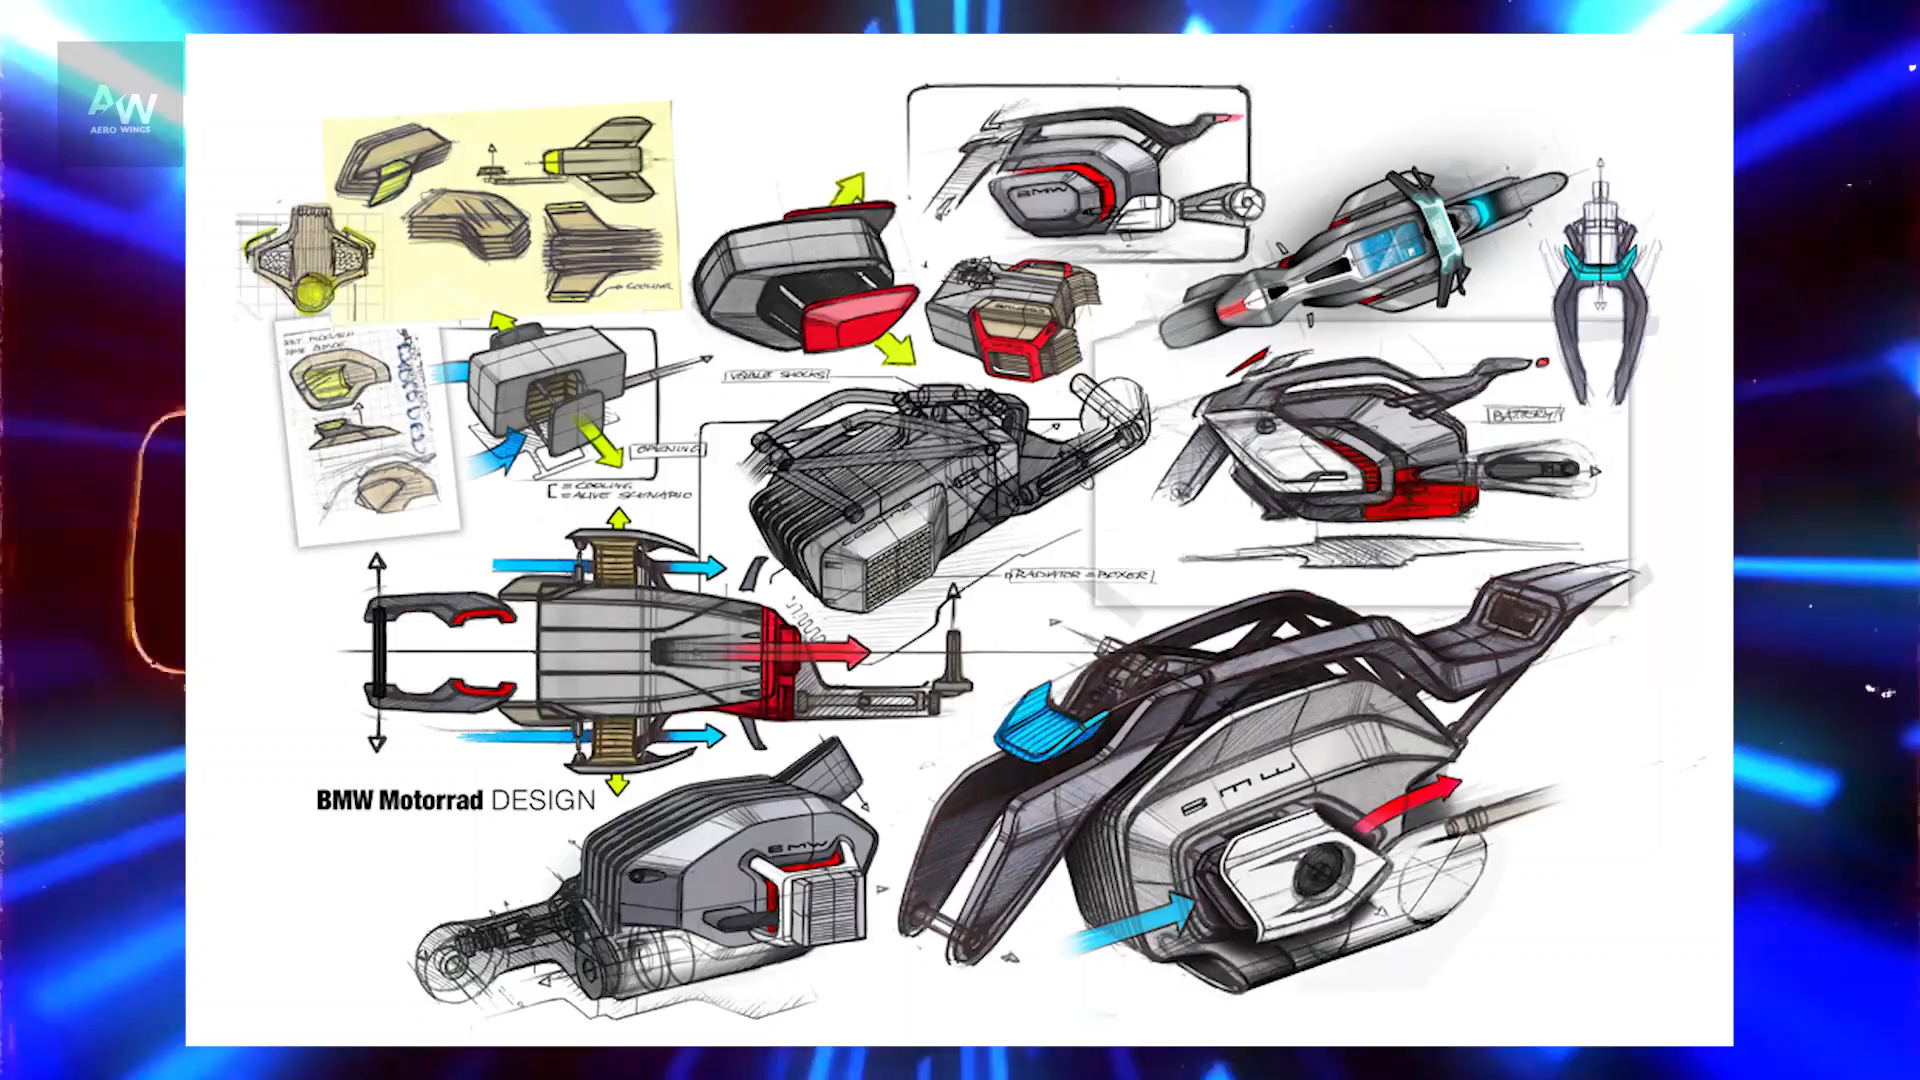 AW
AERO WINGS
BMW
COOLING
VISIBLE SHOCKS
BATTERY
OPENING
= COOLING
= ALIVE SCENARIO
RADIATOR = BOXER
BMW Motorrad DESIGN
BMW
BMW